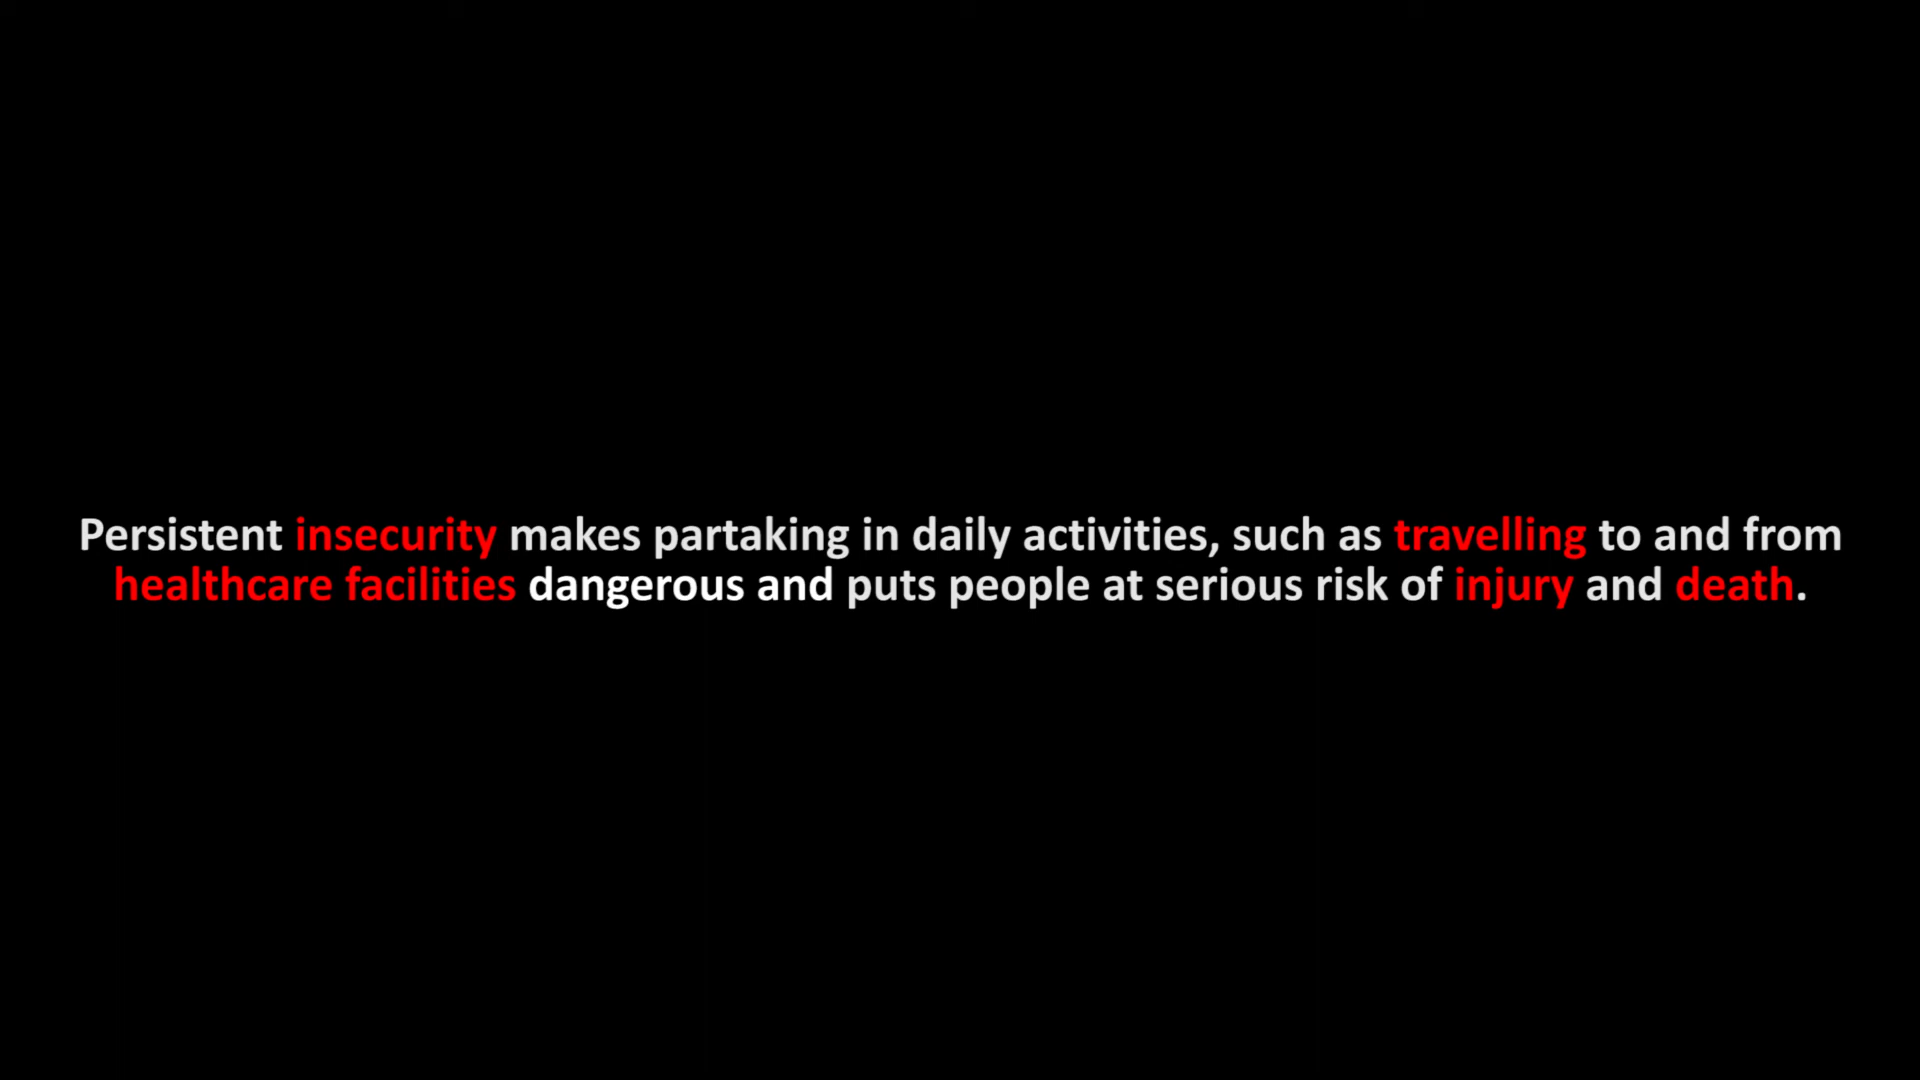 Persistent insecurity makes partaking in daily activities, such as travelling to and from
healthcare facilities dangerous and puts people at serious risk of injury and death.